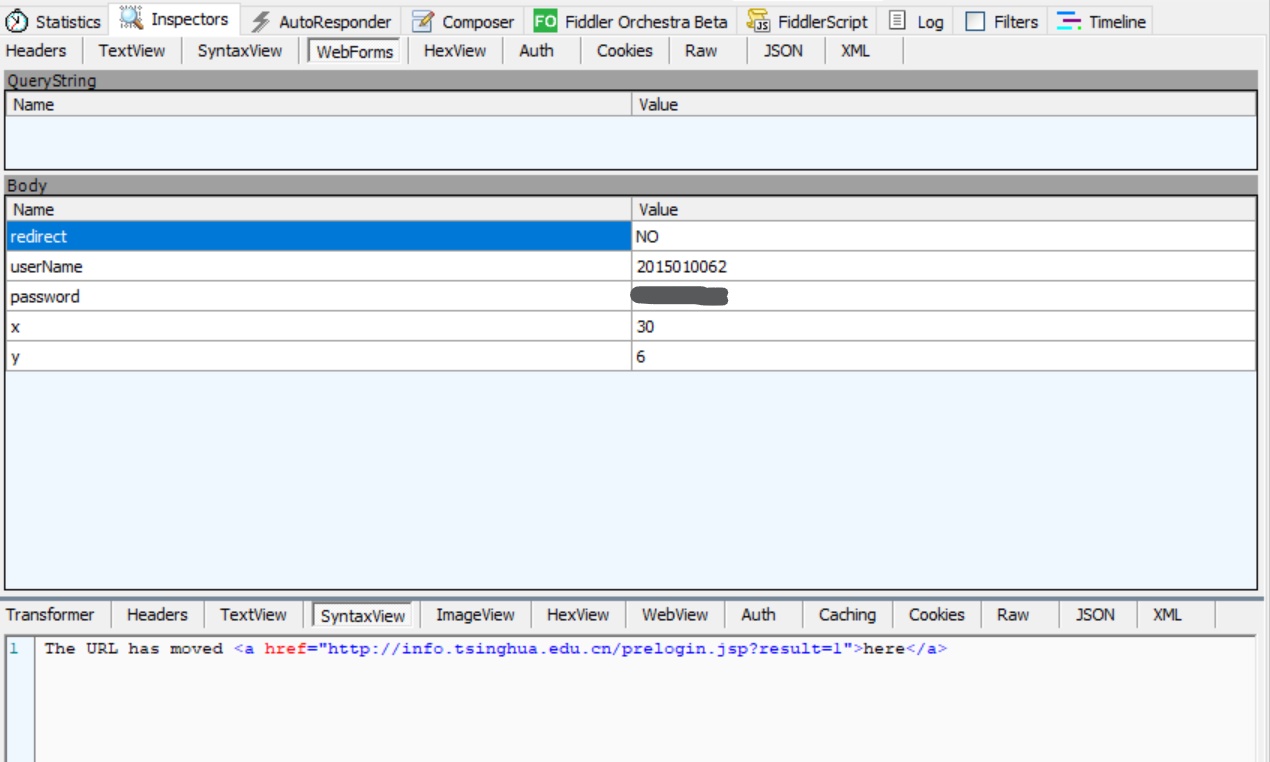 Statistics Inspectors AutoResponder Composer FO Fiddler Orchestra Beta JS FiddlerScript Log Filters Timeline
Headers TextView SyntaxView WebForms HexView Auth Cookies Raw JSON XML
QueryString
Name Value
Body
Name Value
redirect NO
userName 2015010062
password
x 30
y 6
Transformer Headers TextView SyntaxView ImageView HexView WebView Auth Caching Cookies Raw JSON XML
1 The URL has moved <a href="http://info.tsinghua.edu.cn/prelogin.jsp?result=1">here</a>